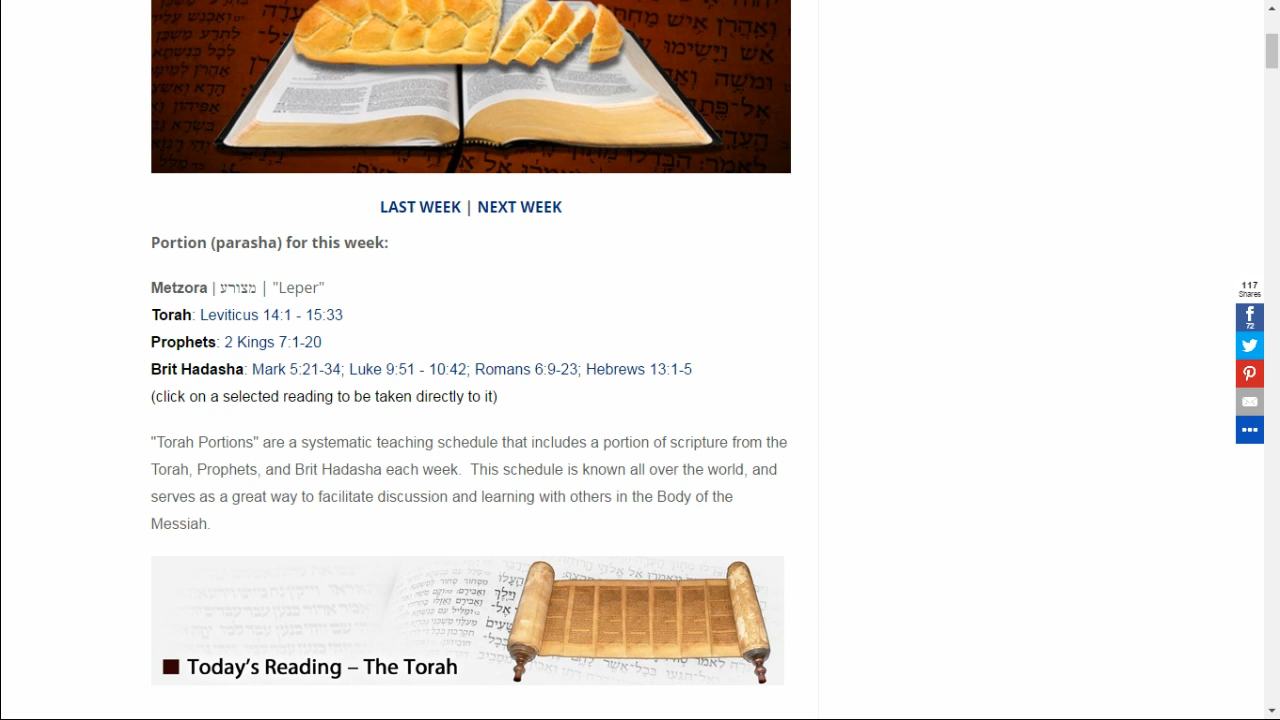 LAST WEEK | NEXT WEEK
Portion (parasha) for this week:
Metzora | מצורע | "Leper"
Torah: Leviticus 14:1 - 15:33
Prophets: 2 Kings 7:1-20
Brit Hadasha: Mark 5:21-34; Luke 9:51 - 10:42; Romans 6:9-23; Hebrews 13:1-5
(click on a selected reading to be taken directly to it)
"Torah Portions" are a systematic teaching schedule that includes a portion of scripture from the
Torah, Prophets, and Brit Hadasha each week.  This schedule is known all over the world, and
serves as a great way to facilitate discussion and learning with others in the Body of the
Messiah.
Today's Reading – The Torah
117
Shares
72